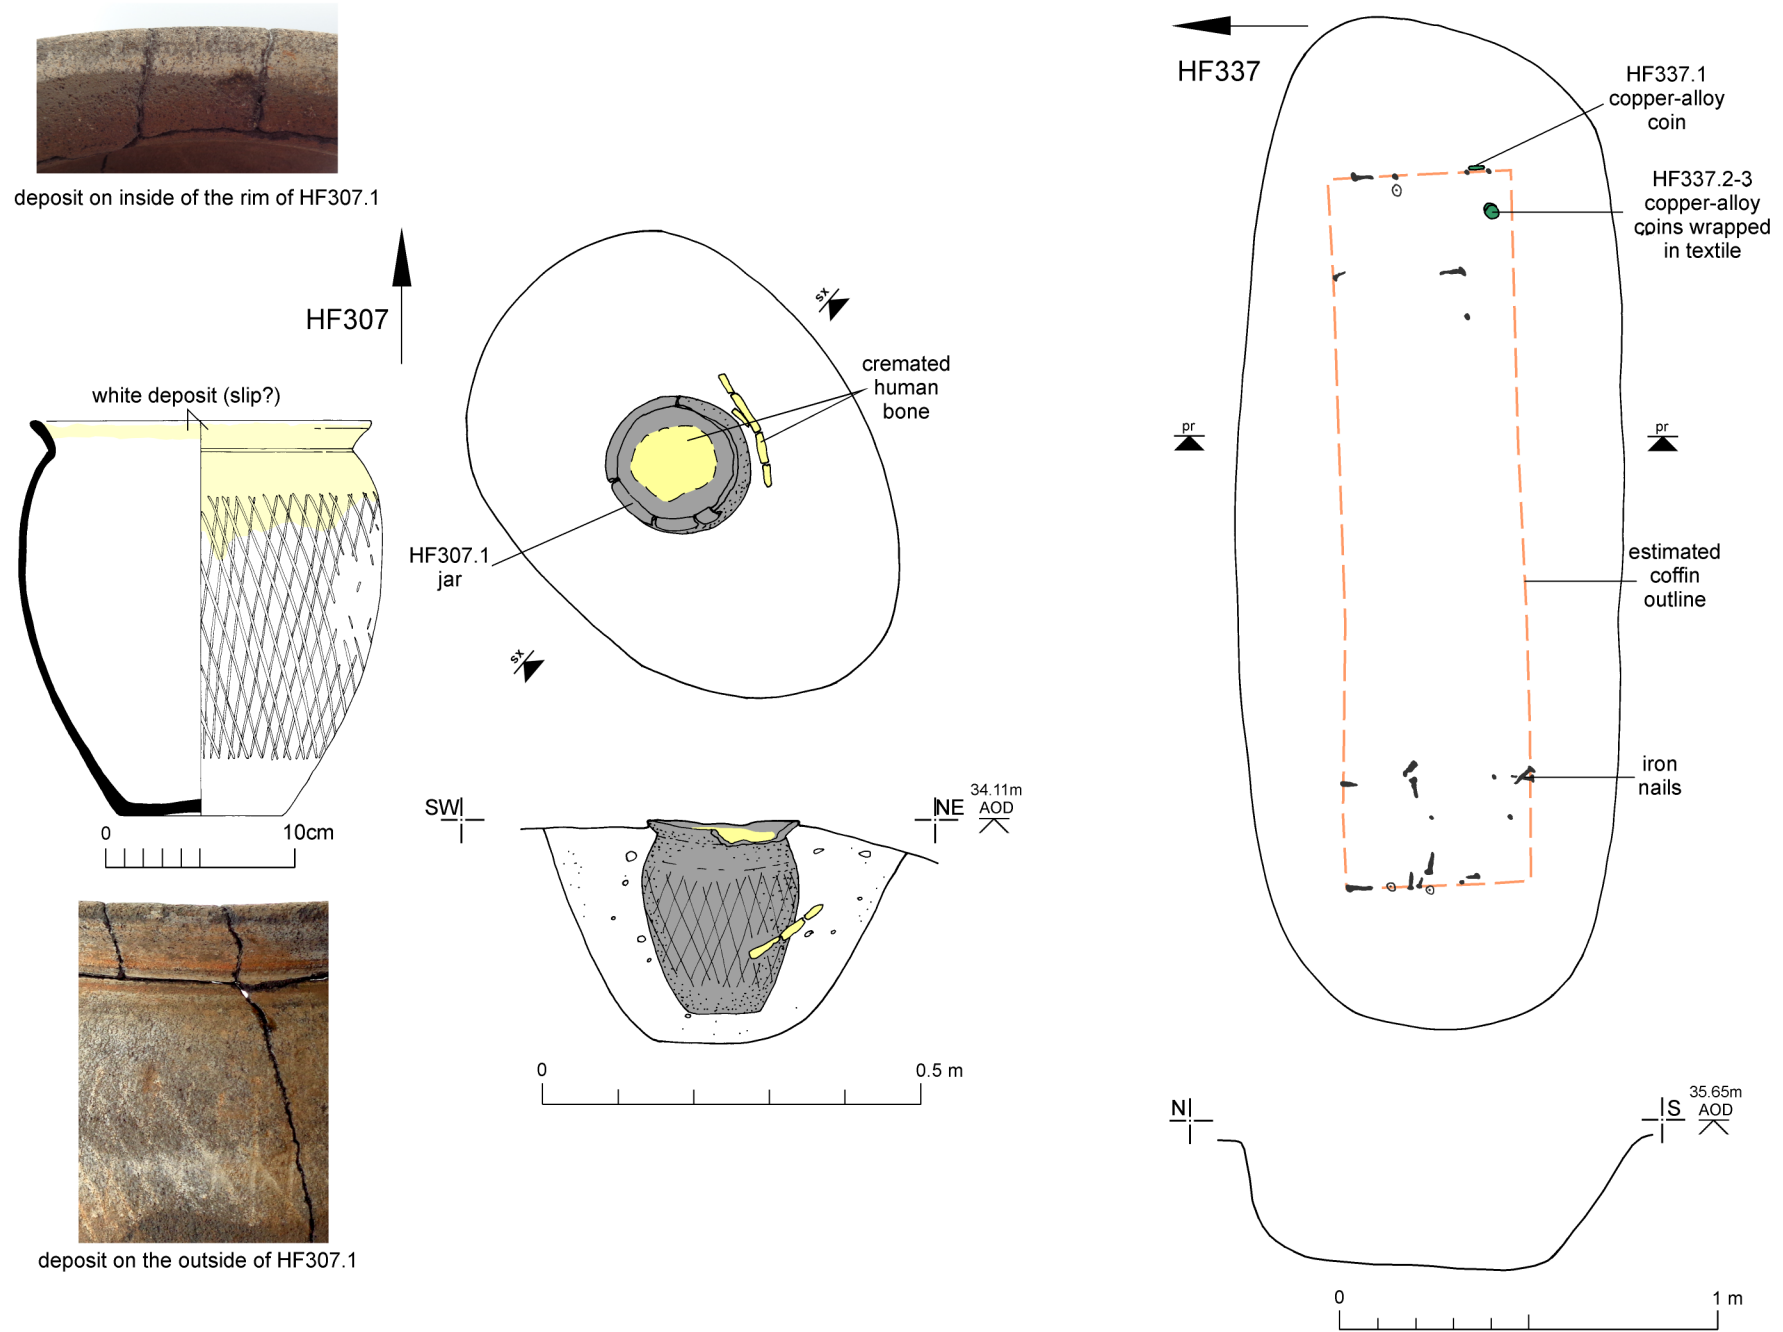 deposit on inside of the rim of HF307.1
HF307
white deposit (slip?)
0
10cm
deposit on the outside of HF307.1
sx
cremated
human
bone
HF307.1
jar
sx
SW
NE
34.11m
AOD
0
0.5 m
HF337
HF337.1
copper-alloy
coin
HF337.2-3
copper-alloy
coins wrapped
in textile
pr
pr
estimated
coffin
outline
iron
nails
N
S
35.65m
AOD
0
1 m